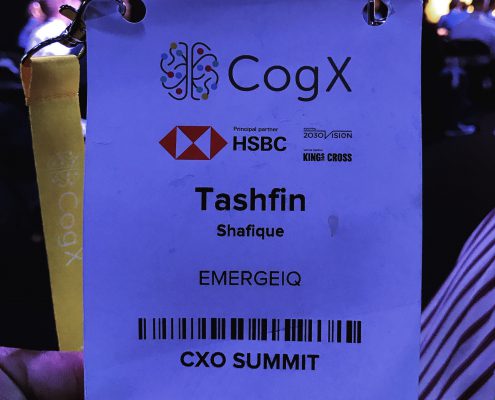 CogX
Principal partner
HSBC
2030 VISION
KING'S CROSS
Tashfin
Shafique
EMERGEIQ
CXO SUMMIT
CogX